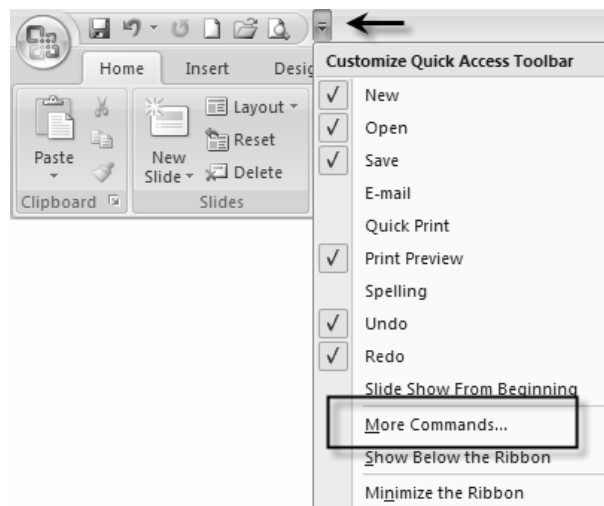 Home Insert Desig
Layout
Reset
Delete
Paste
New
Slide
Clipboard
Slides
Customize Quick Access Toolbar
New
Open
Save
E-mail
Quick Print
Print Preview
Spelling
Undo
Redo
Slide Show From Beginning
More Commands...
Show Below the Ribbon
Minimize the Ribbon